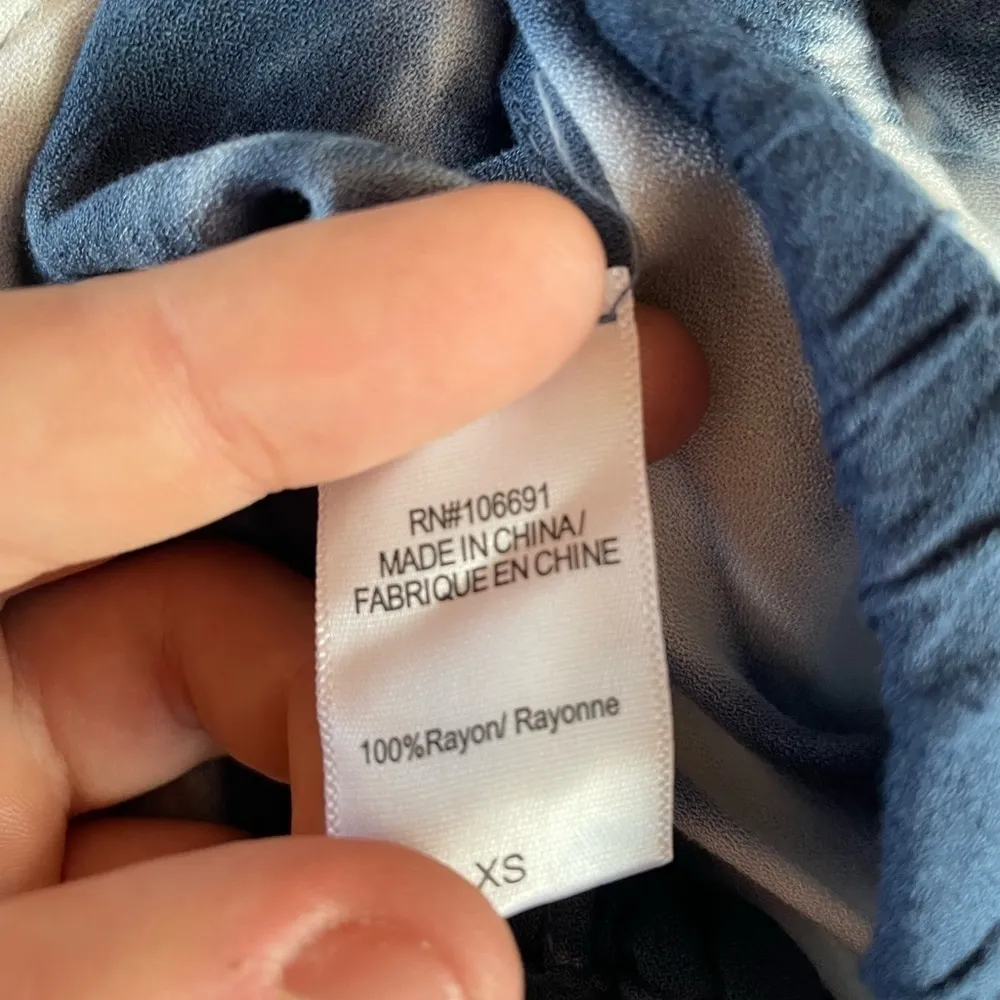 RN#106691
MADE IN CHINA/
FABRIQUE EN CHINE
100%Rayon/ Rayonne
XS